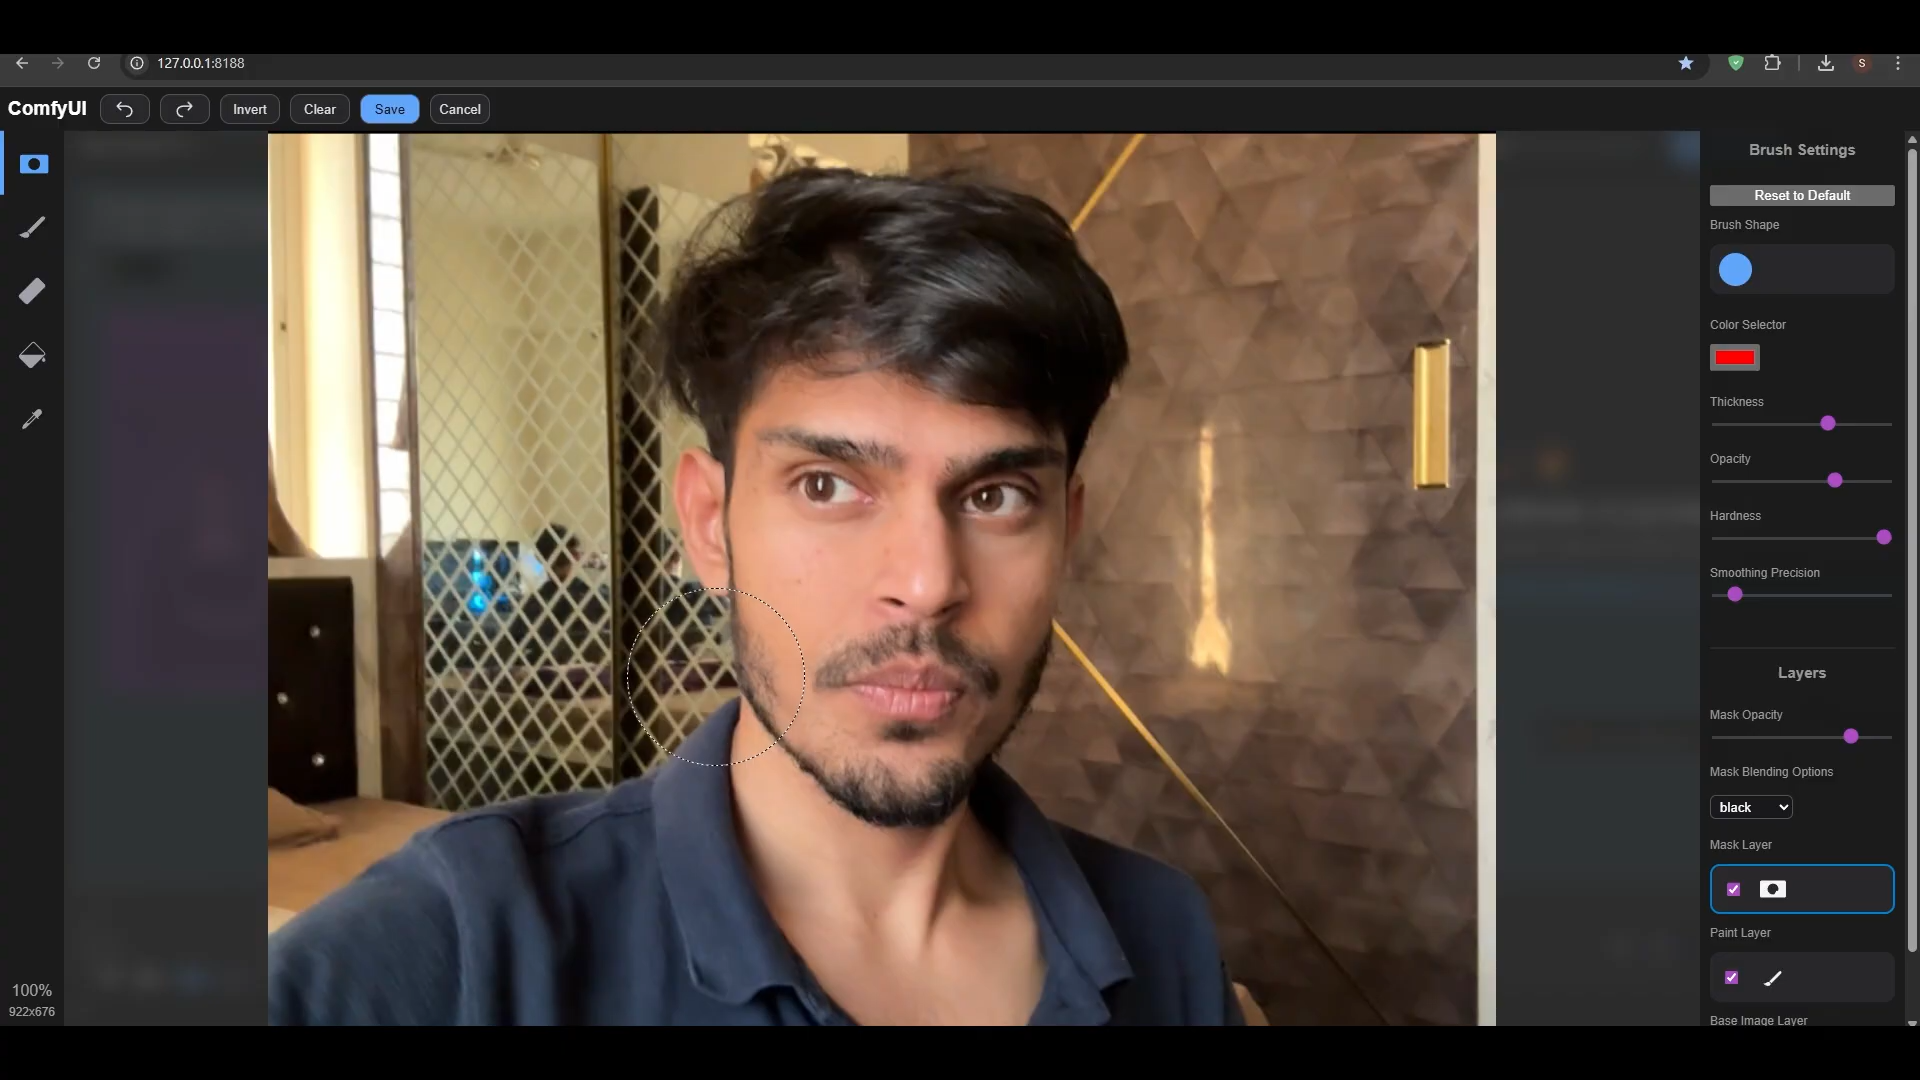 127.0.0.1:8188
S
ComfyUI
Invert
Clear
Save
Cancel
Brush Settings
Reset to Default
Brush Shape
Color Selector
Thickness
Opacity
Hardness
Smoothing Precision
Layers
Mask Opacity
Mask Blending Options
black
Mask Layer
Paint Layer
Base Image Layer
100%
922x676